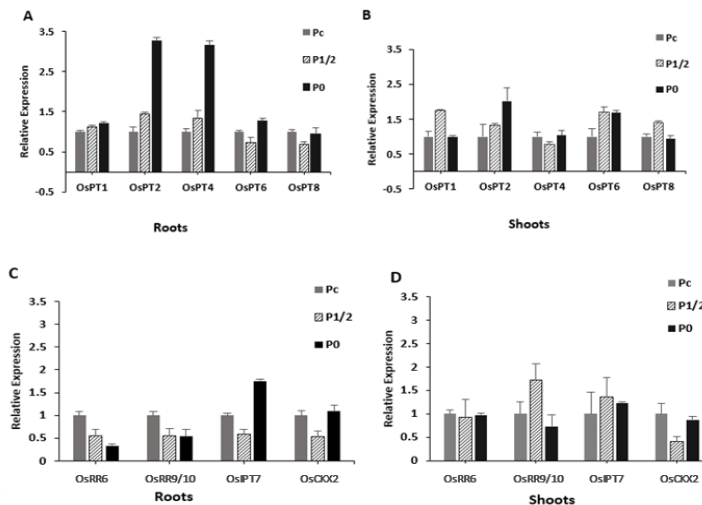 A
3.5
2.5
1.5
0.5
-0.5
Relative Expression
Pc
P1/2
P0
OsPT1 OsPT2 OsPT4 OsPT6 OsPT8
Roots
B
3.5
2.5
1.5
0.5
-0.5
Relative Expression
Pc
P1/2
P0
OsPT1 OsPT2 OsPT4 OsPT6 OsPT8
Shoots
C
3.5
3
2.5
2
1.5
1
0.5
0
Relative Expression
Pc
P1/2
P0
OsRR6 OsRR9/10 OsIPT7 OsCKX2
Roots
D
3.5
3
2.5
2
1.5
1
0.5
0
Relative Expression
Pc
P1/2
P0
OsRR6 OsRR9/10 OsIPT7 OsCKX2
Shoots